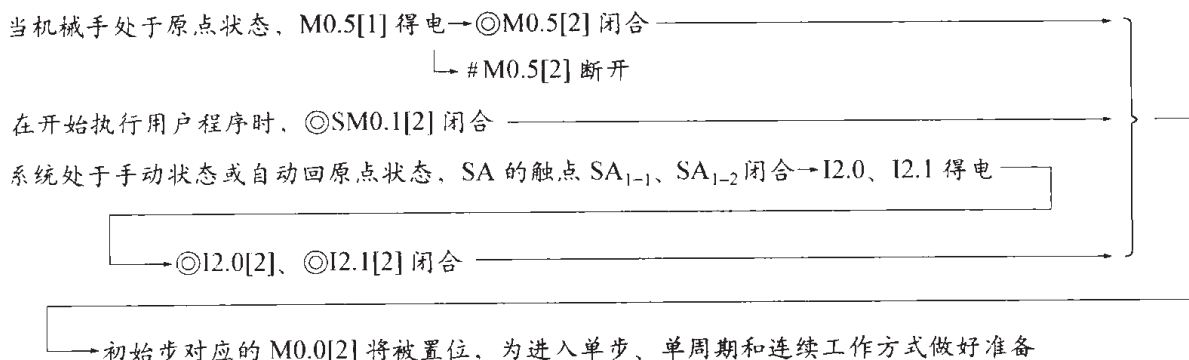 当机械手处于原点状态，M0.5[1] 得电→◎M0.5[2] 闭合
→ #M0.5[2] 断开
在开始执行用户程序时，◎SM0.1[2] 闭合
系统处于手动状态或自动回原点状态，SA 的触点 SA1-1、SA1-2 闭合→I2.0、I2.1 得电
→◎I2.0[2]、◎I2.1[2] 闭合
→初始步对应的 M0.0[2] 将被置位，为进入单步、单周期和连续工作方式做好准备